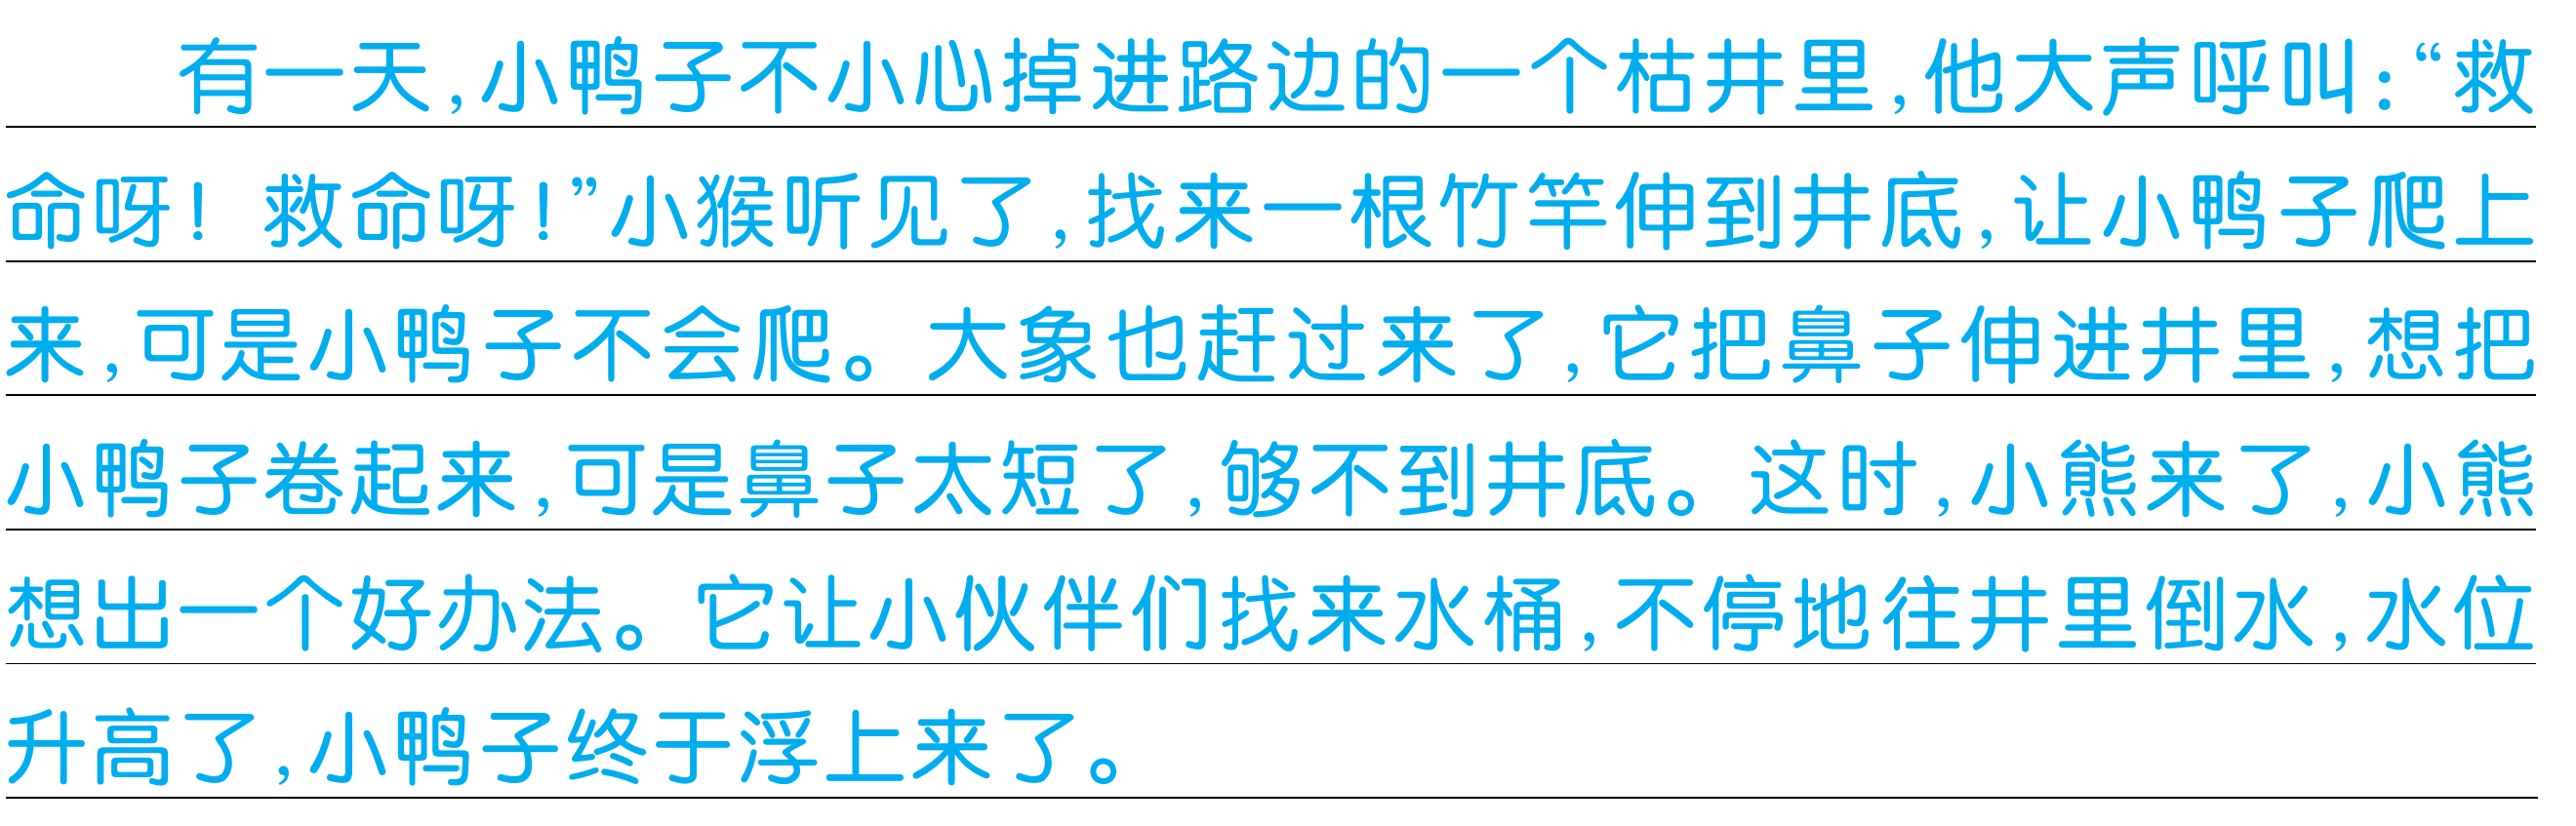 有一天,小鸭子不小心掉进路边的一个枯井里,他大声呼叫:“救
命呀!救命呀!”小猴听见了,找来一根竹竿伸到井底,让小鸭子爬上
来,可是小鸭子不会爬。大象也赶过来了,它把鼻子伸进井里,想把
小鸭子卷起来,可是鼻子太短了,够不到井底。这时,小熊来了,小熊
想出一个好办法。它让小伙伴们找来水桶,不停地往井里倒水,水位
升高了,小鸭子终于浮上来了。